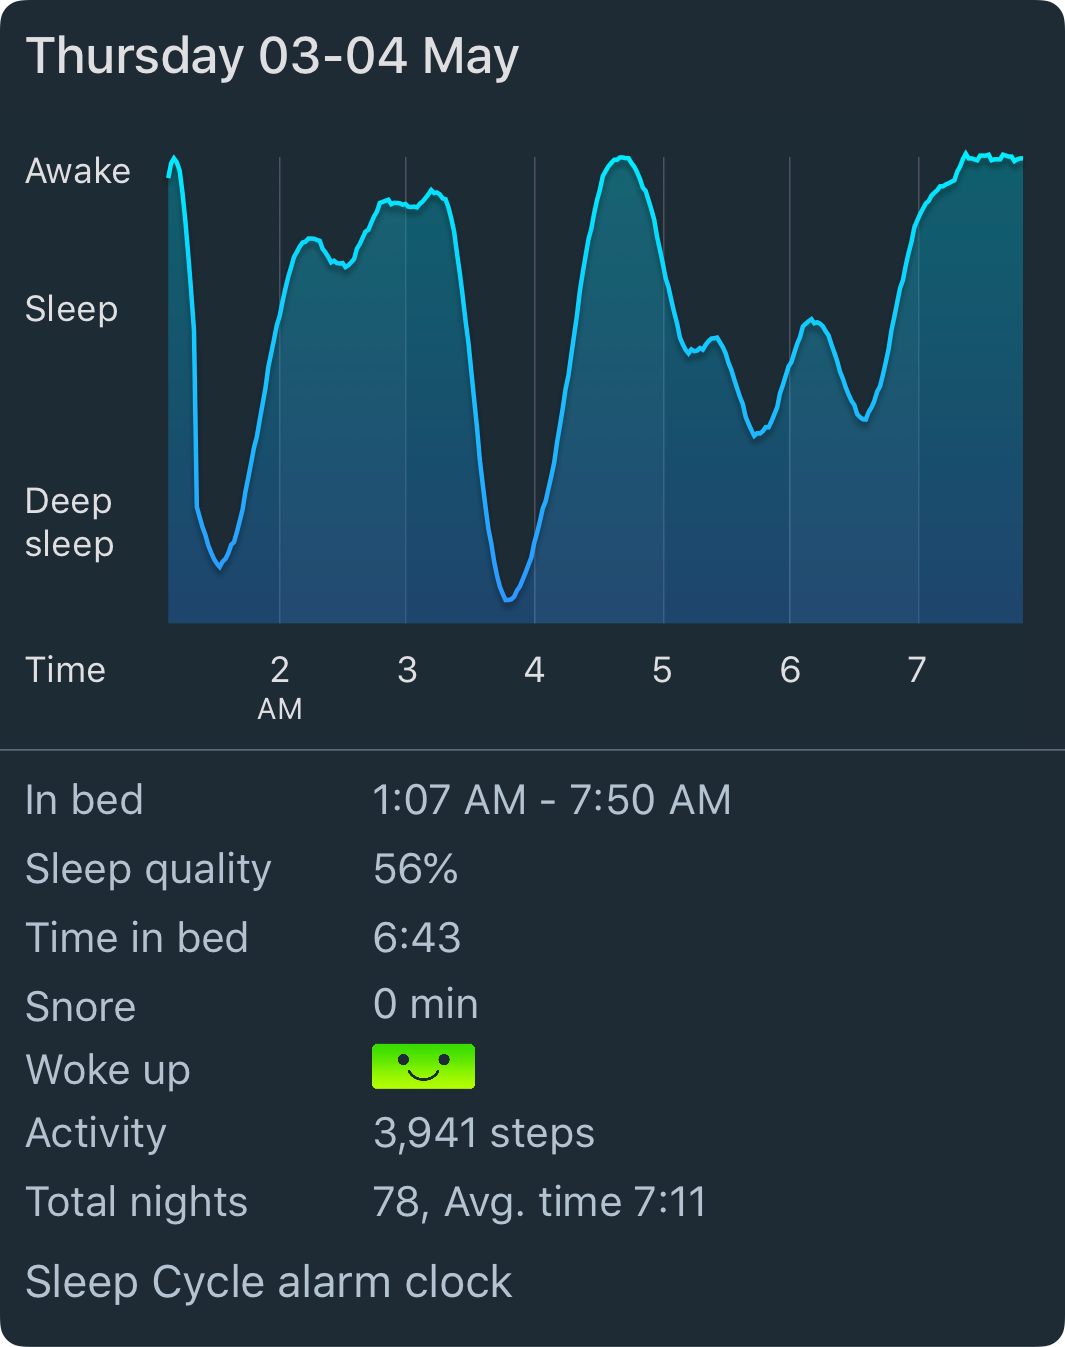 Thursday 03-04 May
Awake
Sleep
Deep
sleep
Time 2 3 4 5 6 7
AM
In bed 1:07 AM - 7:50 AM
Sleep quality 56%
Time in bed 6:43
Snore 0 min
Woke up
Activity 3,941 steps
Total nights 78, Avg. time 7:11
Sleep Cycle alarm clock